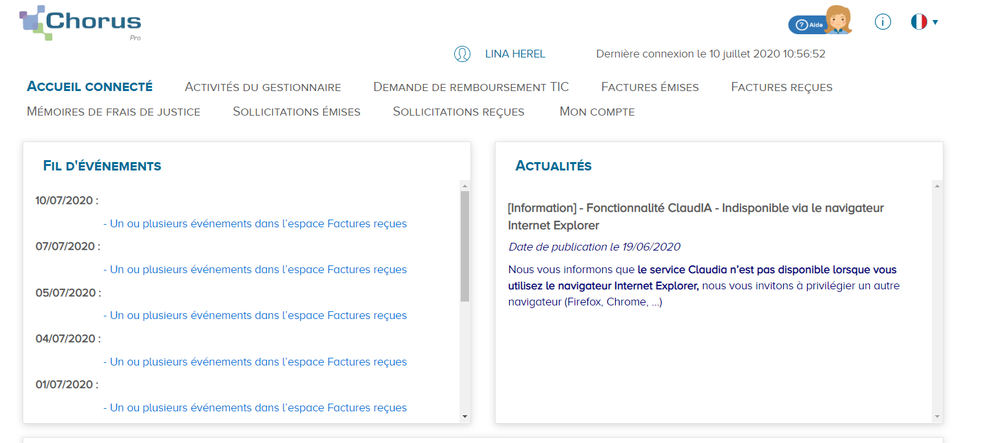 Chorus
Pro
? Aide
i
LINA HEREL
Dernière connexion le 10 juillet 2020 10:56:52
ACCUEIL CONNECTÉ ACTIVITÉS DU GESTIONNAIRE DEMANDE DE REMBOURSEMENT TIC FACTURES ÉMISES FACTURES REÇUES
MÉMOIRES DE FRAIS DE JUSTICE SOLLICITATIONS ÉMISES SOLLICITATIONS REÇUES MON COMPTE
FIL D'ÉVÉNEMENTS
10/07/2020 :
- Un ou plusieurs événements dans l’espace Factures reçues
07/07/2020 :
- Un ou plusieurs événements dans l’espace Factures reçues
05/07/2020 :
- Un ou plusieurs événements dans l’espace Factures reçues
04/07/2020 :
- Un ou plusieurs événements dans l’espace Factures reçues
01/07/2020 :
- Un ou plusieurs événements dans l’espace Factures reçues
ACTUALITÉS
[Information] - Fonctionnalité ClaudIA - Indisponible via le navigateur
Internet Explorer
Date de publication le 19/06/2020
Nous vous informons que le service Claudia n’est pas disponible lorsque vous
utilisez le navigateur Internet Explorer, nous vous invitons à privilégier un autre
navigateur (Firefox, Chrome, ...)